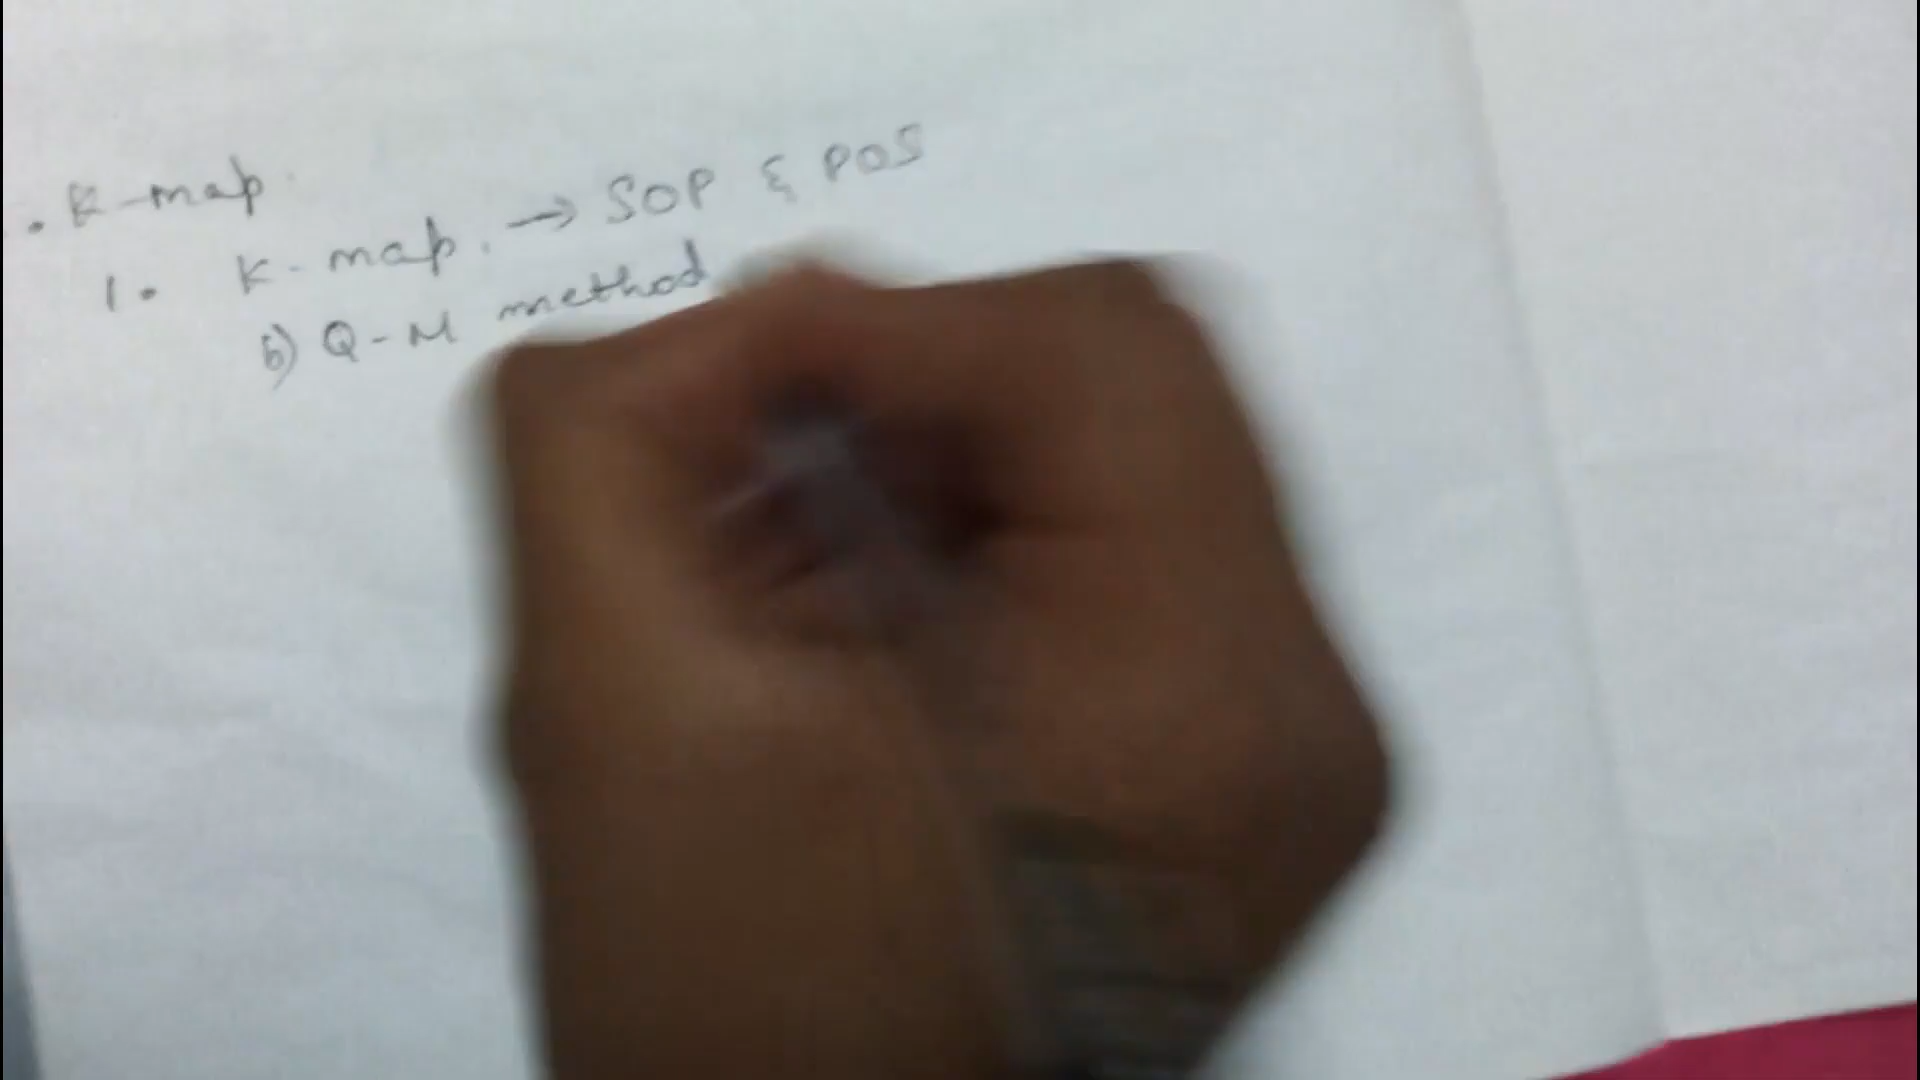 . K-map.
1. K-map. → SOP & POS
b) Q-M method